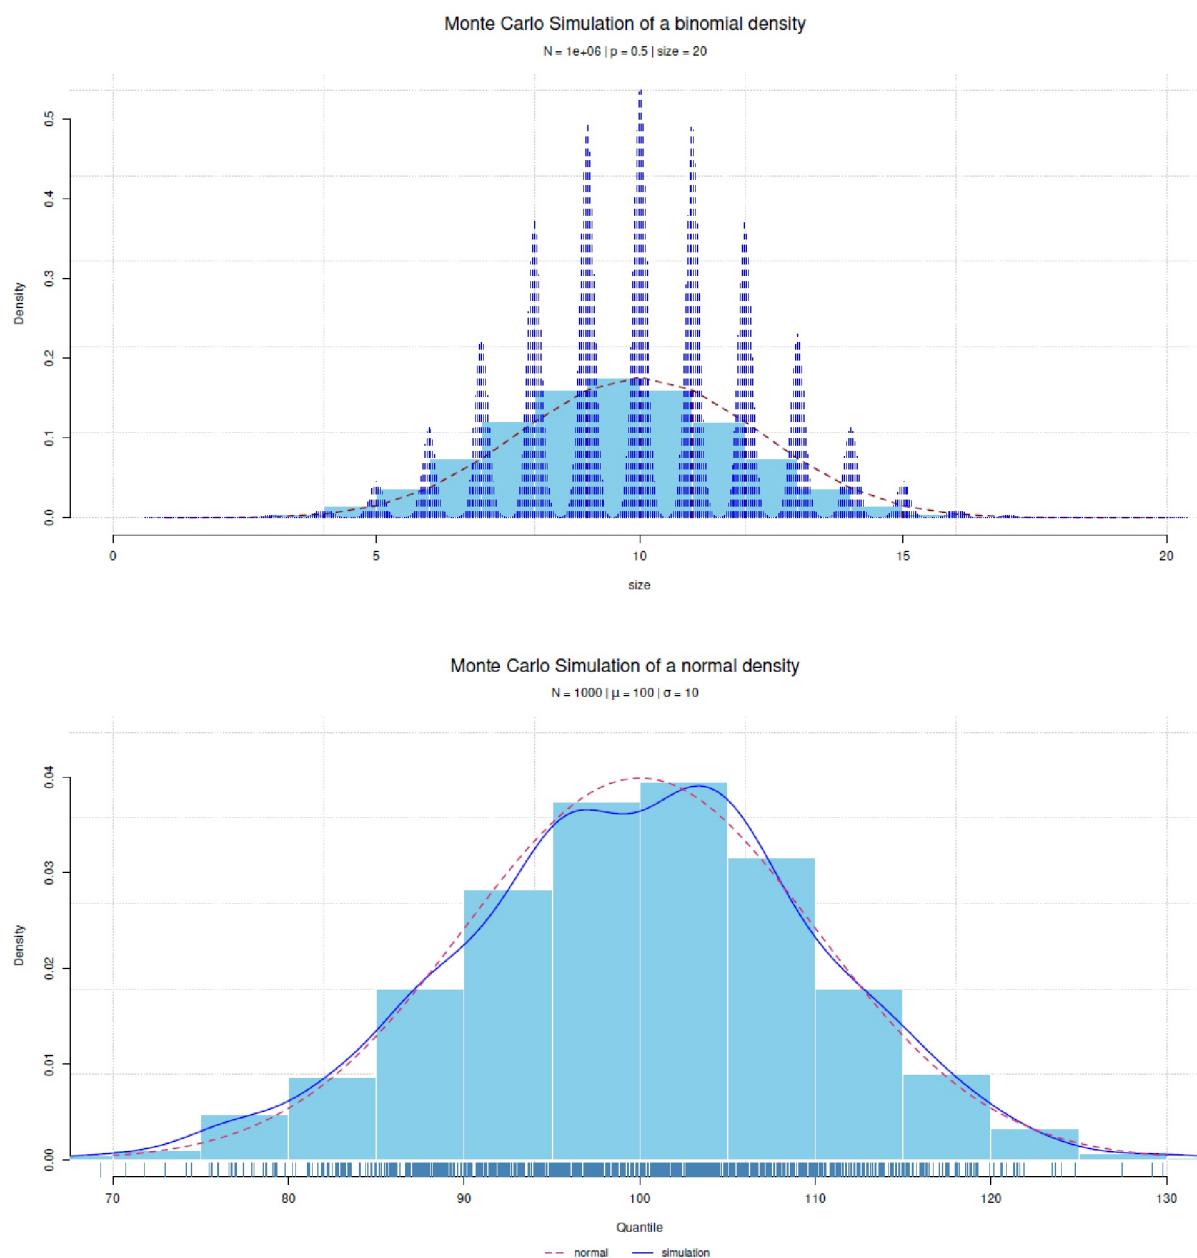 Monte Carlo Simulation of a binomial density
N = 1e+06 | p = 0.5 | size = 20
Density
0.5
0.4
0.3
0.2
0.1
0.0
0 5 10 15 20
size
Monte Carlo Simulation of a normal density
N = 1000 | μ = 100 | σ = 10
Density
0.04
0.03
0.02
0.01
0.00
70 80 90 100 110 120 130
Quantile
normal simulation